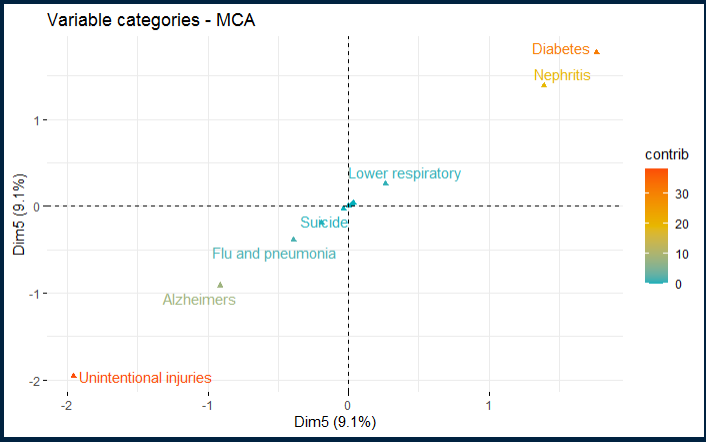 Variable categories - MCA
Diabetes
Nephritis
Lower respiratory
Suicide
Flu and pneumonia
Alzheimers
Unintentional injuries
1
0
-1
-2
Dim5 (9.1%)
-2
-1
0
1
Dim5 (9.1%)
contrib
30
20
10
0